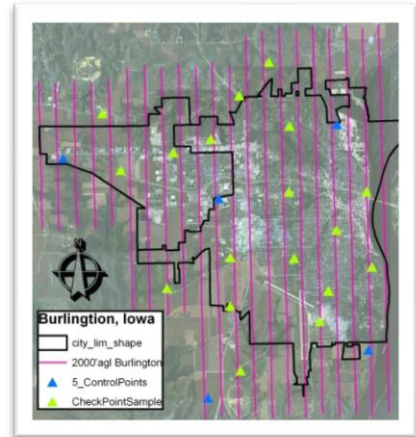 N
Burlington, Iowa
city_lim_shape
2000'agl Burlington
5_ControlPoints
CheckPointSample